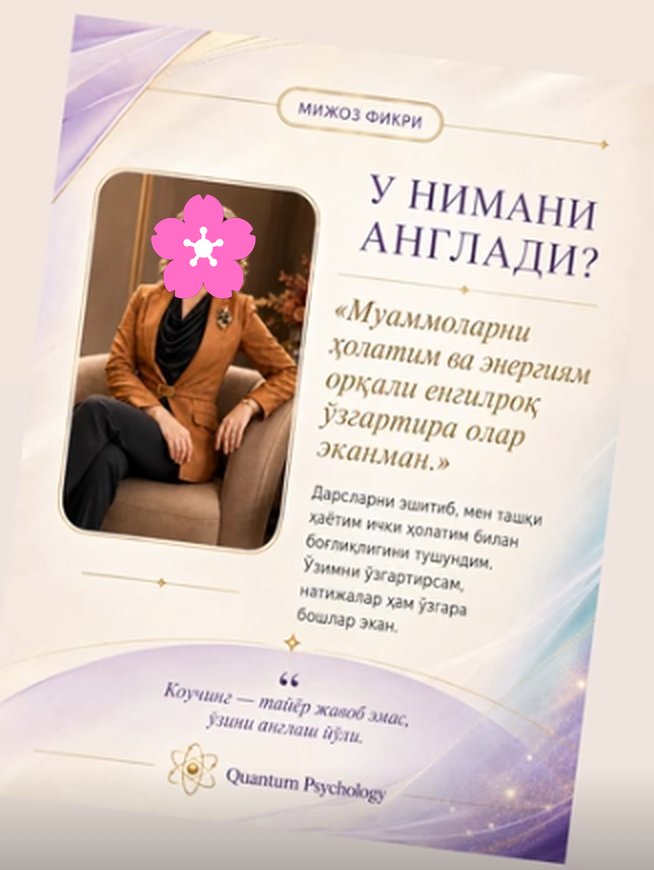 МИЖОЗ ФИКРИ
У НИМАНИ
АНГЛАДИ?
«Муаммоларни
ҳолатим ва энергиям
орқали енгилроқ
ўзгартира олар
эканман.»
Дарсларни эшитиб, мен ташқи
ҳаётим ички ҳолатим билан
боғлиқлигини тушундим.
Ўзимни ўзгартирсам,
натижалар ҳам ўзгара
бошлар экан.
“
Коучинг — тайёр жавоб эмас,
ўзини англаш йўли.
Quantum Psychology